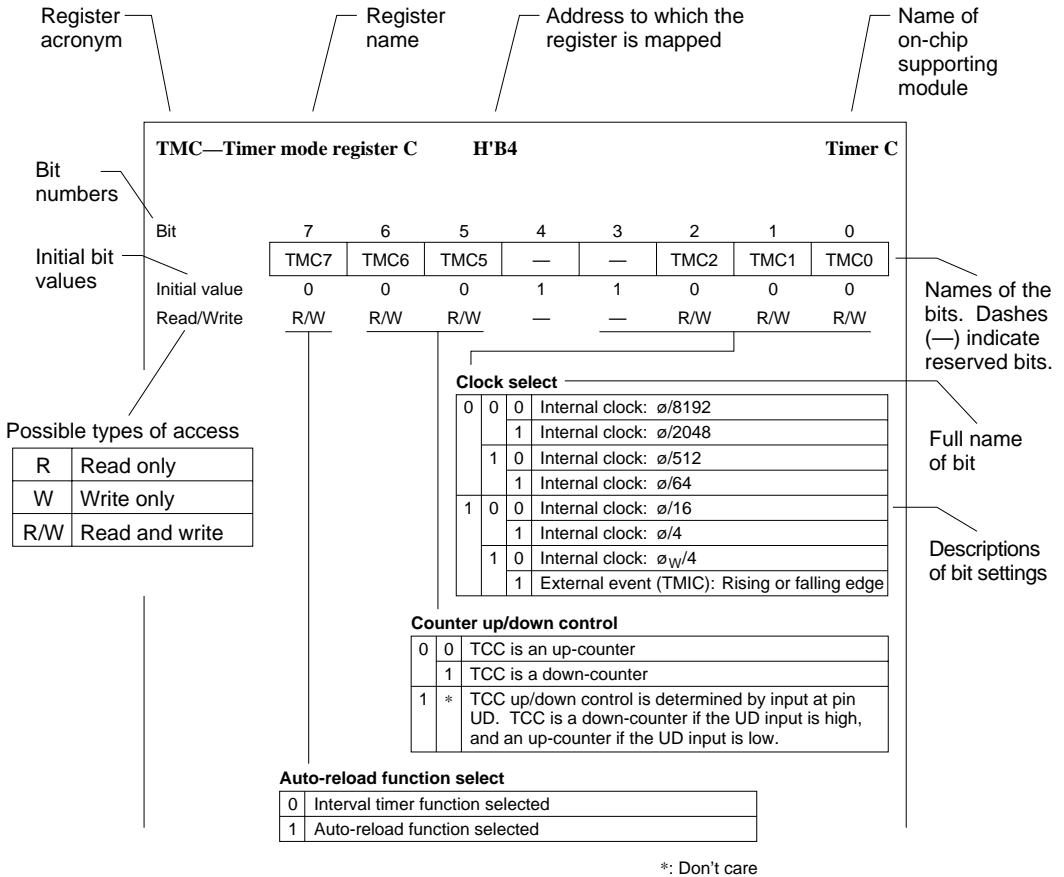 Register
acronym
Register
name
Address to which the
register is mapped
Name of
on-chip
supporting
module
TMC—Timer mode register C H'B4 Timer C
Bit
numbers
Bit 7 6 5 4 3 2 1 0
TMC7 TMC6 TMC5 — — TMC2 TMC1 TMC0
Initial bit
values
Initial value 0 0 0 1 1 0 0 0
Read/Write R/W R/W R/W — — R/W R/W R/W
Names of the
bits. Dashes
(—) indicate
reserved bits.
Possible types of access
R Read only
W Write only
R/W Read and write
Clock select
0 0 0 Internal clock: ø/8192
1 Internal clock: ø/2048
1 0 Internal clock: ø/512
1 Internal clock: ø/64
1 0 0 Internal clock: ø/16
1 Internal clock: ø/4
1 0 Internal clock: øW/4
1 External event (TMIC): Rising or falling edge
Full name
of bit
Descriptions
of bit settings
Counter up/down control
0 0 TCC is an up-counter
1 TCC is a down-counter
1 * TCC up/down control is determined by input at pin
UD. TCC is a down-counter if the UD input is high,
and an up-counter if the UD input is low.
Auto-reload function select
0 Interval timer function selected
1 Auto-reload function selected
*: Don't care